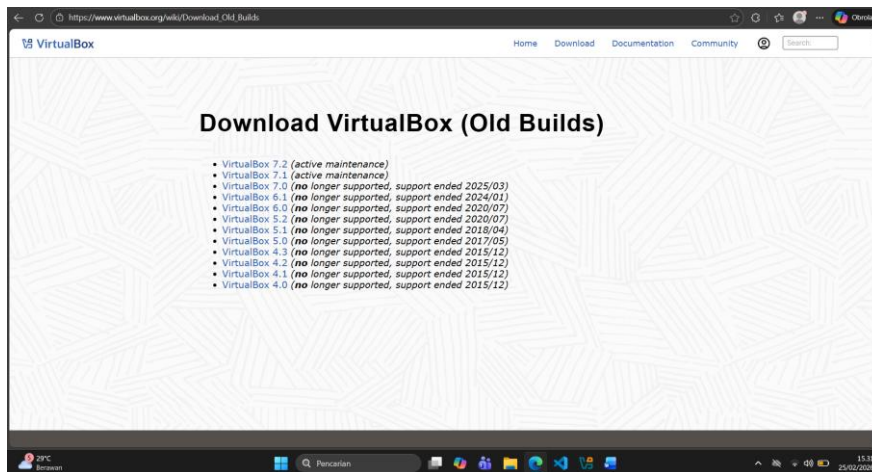 https://www.virtualbox.org/wiki/Download_Old_Builds
VirtualBox
Home Download Documentation Community Search
Download VirtualBox (Old Builds)
VirtualBox 7.2 (active maintenance)
VirtualBox 7.1 (active maintenance)
VirtualBox 7.0 (no longer supported, support ended 2025/03)
VirtualBox 6.1 (no longer supported, support ended 2024/01)
VirtualBox 6.0 (no longer supported, support ended 2020/07)
VirtualBox 5.2 (no longer supported, support ended 2020/07)
VirtualBox 5.1 (no longer supported, support ended 2018/04)
VirtualBox 5.0 (no longer supported, support ended 2017/05)
VirtualBox 4.3 (no longer supported, support ended 2015/12)
VirtualBox 4.2 (no longer supported, support ended 2015/12)
VirtualBox 4.1 (no longer supported, support ended 2015/12)
VirtualBox 4.0 (no longer supported, support ended 2015/12)
29°C
Berawan
Pencarian